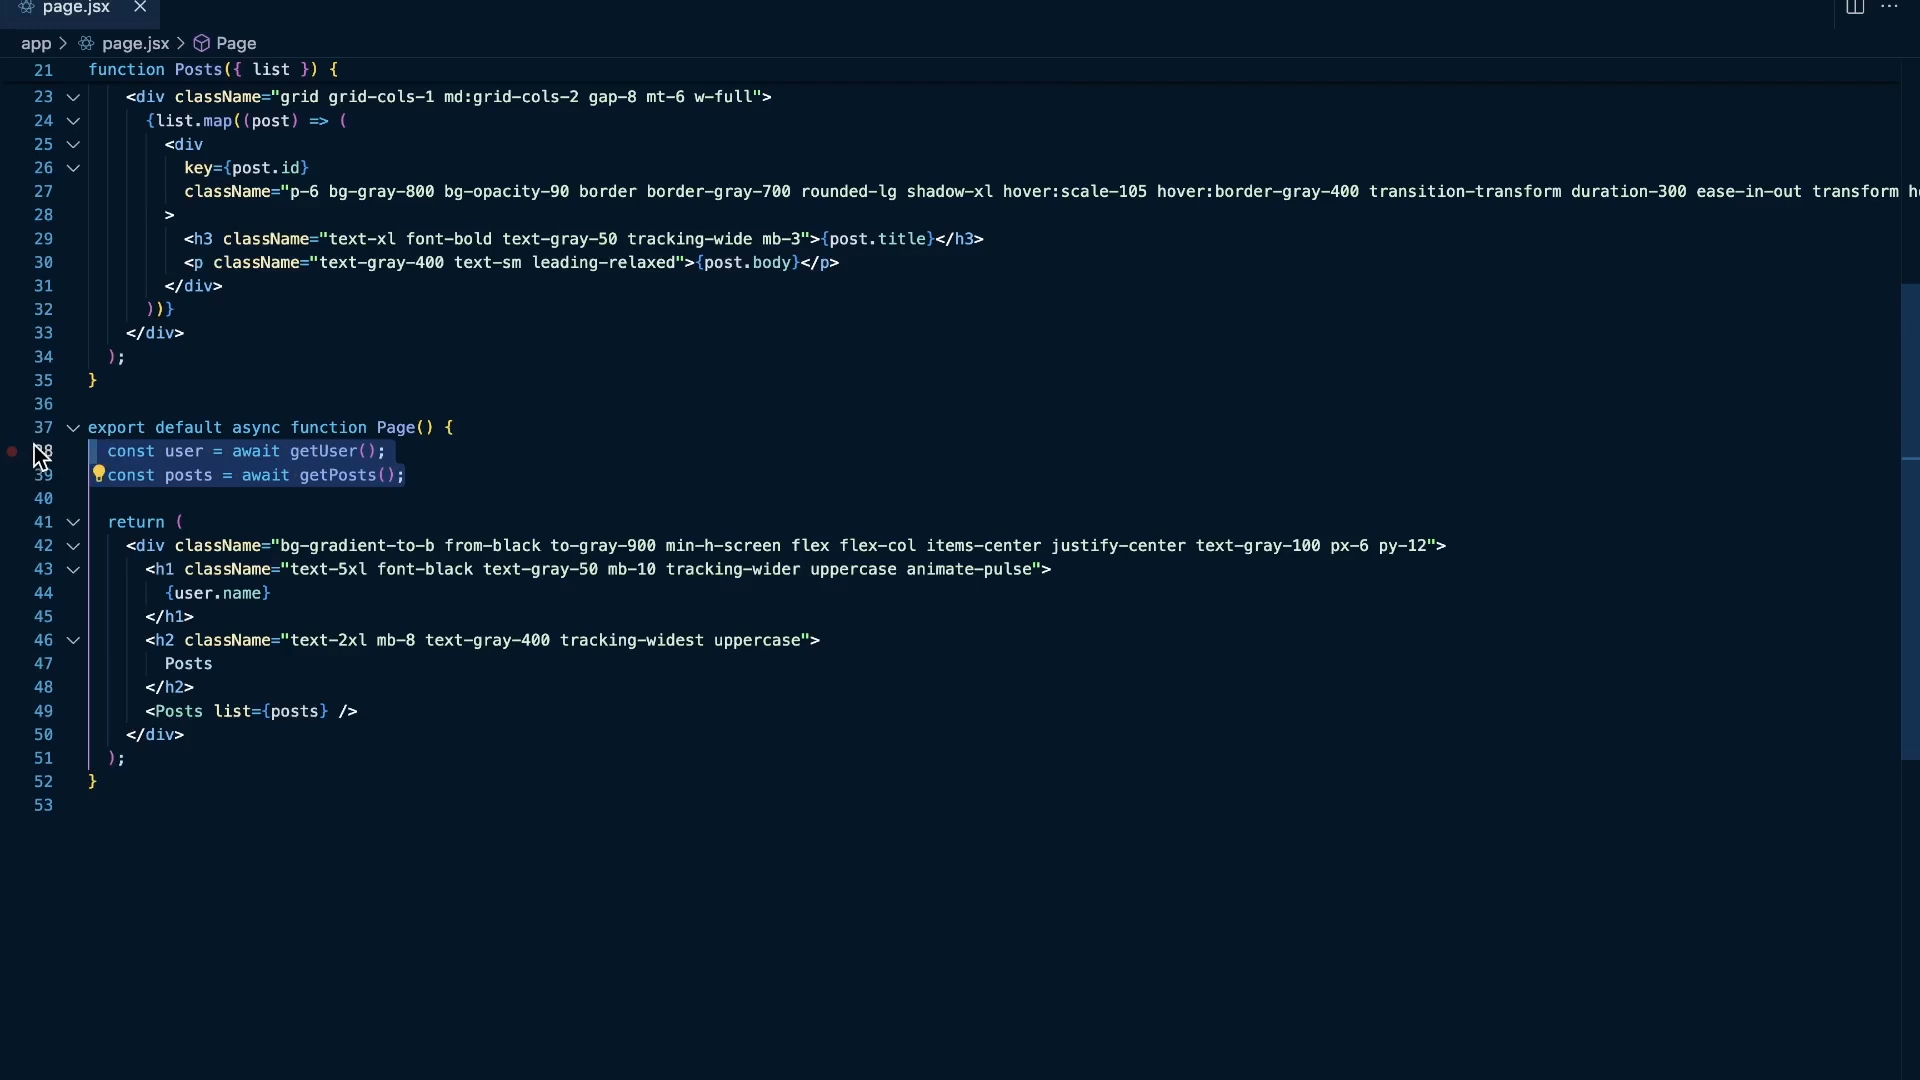 page.jsx
app > page.jsx > Page
21 function Posts({ list }) {
23 <div className="grid grid-cols-1 md:grid-cols-2 gap-8 mt-6 w-full">
24 {list.map((post) => (
25 <div
26 key={post.id}
27 className="p-6 bg-gray-800 bg-opacity-90 border border-gray-700 rounded-lg shadow-xl hover:scale-105 hover:border-gray-400 transition-transform duration-300 ease-in-out transform
28 >
29 <h3 className="text-xl font-bold text-gray-50 tracking-wide mb-3">{post.title}</h3>
30 <p className="text-gray-400 text-sm leading-relaxed">{post.body}</p>
31 </div>
32 ))}
33 </div>
34 );
35 }
36
37 export default async function Page() {
38 const user = await getUser();
39 const posts = await getPosts();
40
41 return (
42 <div className="bg-gradient-to-b from-black to-gray-900 min-h-screen flex flex-col items-center justify-center text-gray-100 px-6 py-12">
43 <h1 className="text-5xl font-black text-gray-50 mb-10 tracking-wider uppercase animate-pulse">
44 {user.name}
45 </h1>
46 <h2 className="text-2xl mb-8 text-gray-400 tracking-widest uppercase">
47 Posts
48 </h2>
49 <Posts list={posts} />
50 </div>
51 );
52 }
53